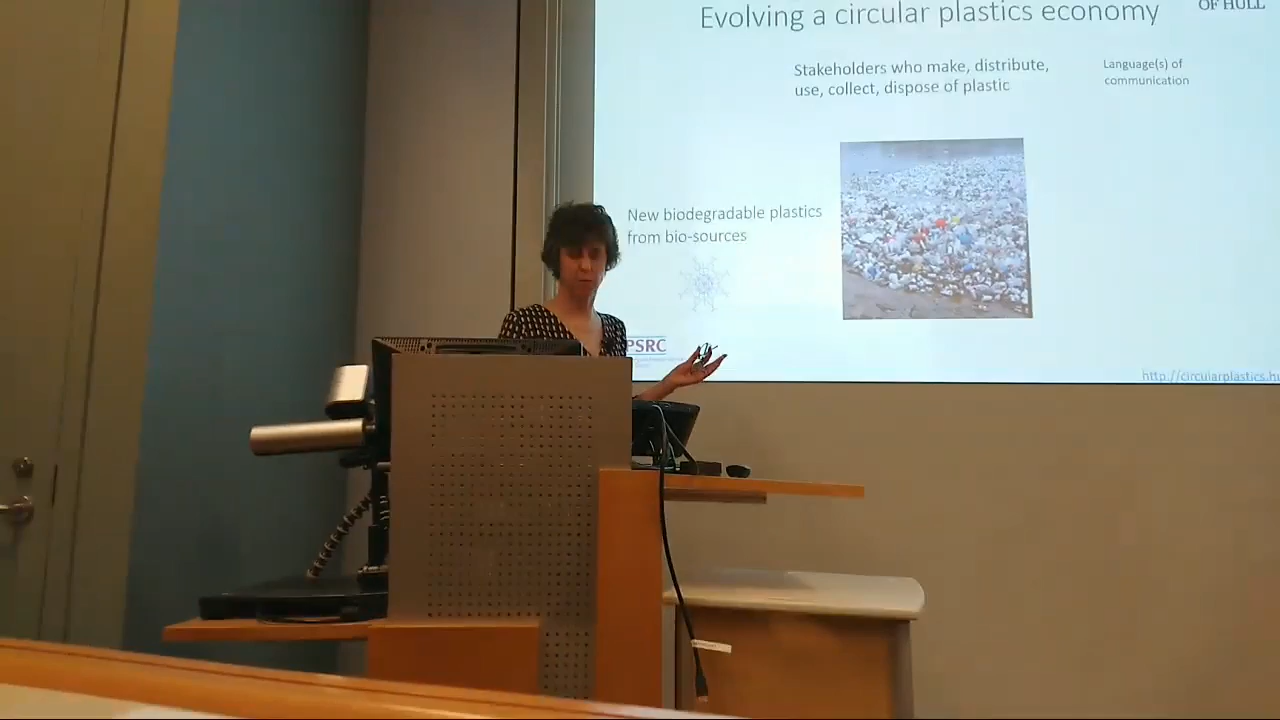 Evolving a circular plastics economy
OF HULL
Stakeholders who make, distribute,
use, collect, dispose of plastic
Language(s) of
communication
New biodegradable plastics
from bio-sources
PSRC
http://circularplastics.hu